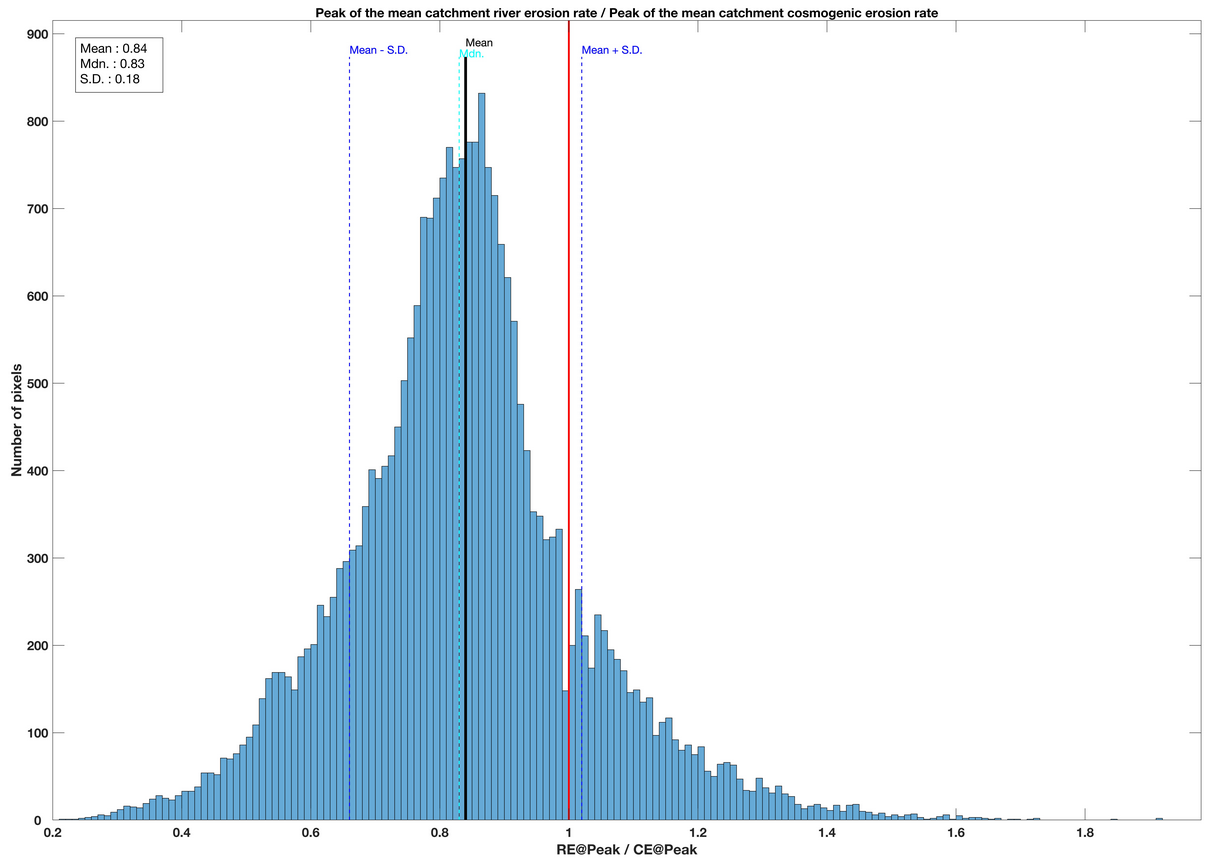 Peak of the mean catchment river erosion rate / Peak of the mean catchment cosmogenic erosion rate
Mean : 0.84
Mdn. : 0.83
S.D. : 0.18
Mean - S.D.
Mean
Mdn.
Mean + S.D.
900
800
700
600
500
400
300
200
100
0
Number of pixels
0.2
0.4
0.6
0.8
1
1.2
1.4
1.6
1.8
RE@Peak / CE@Peak